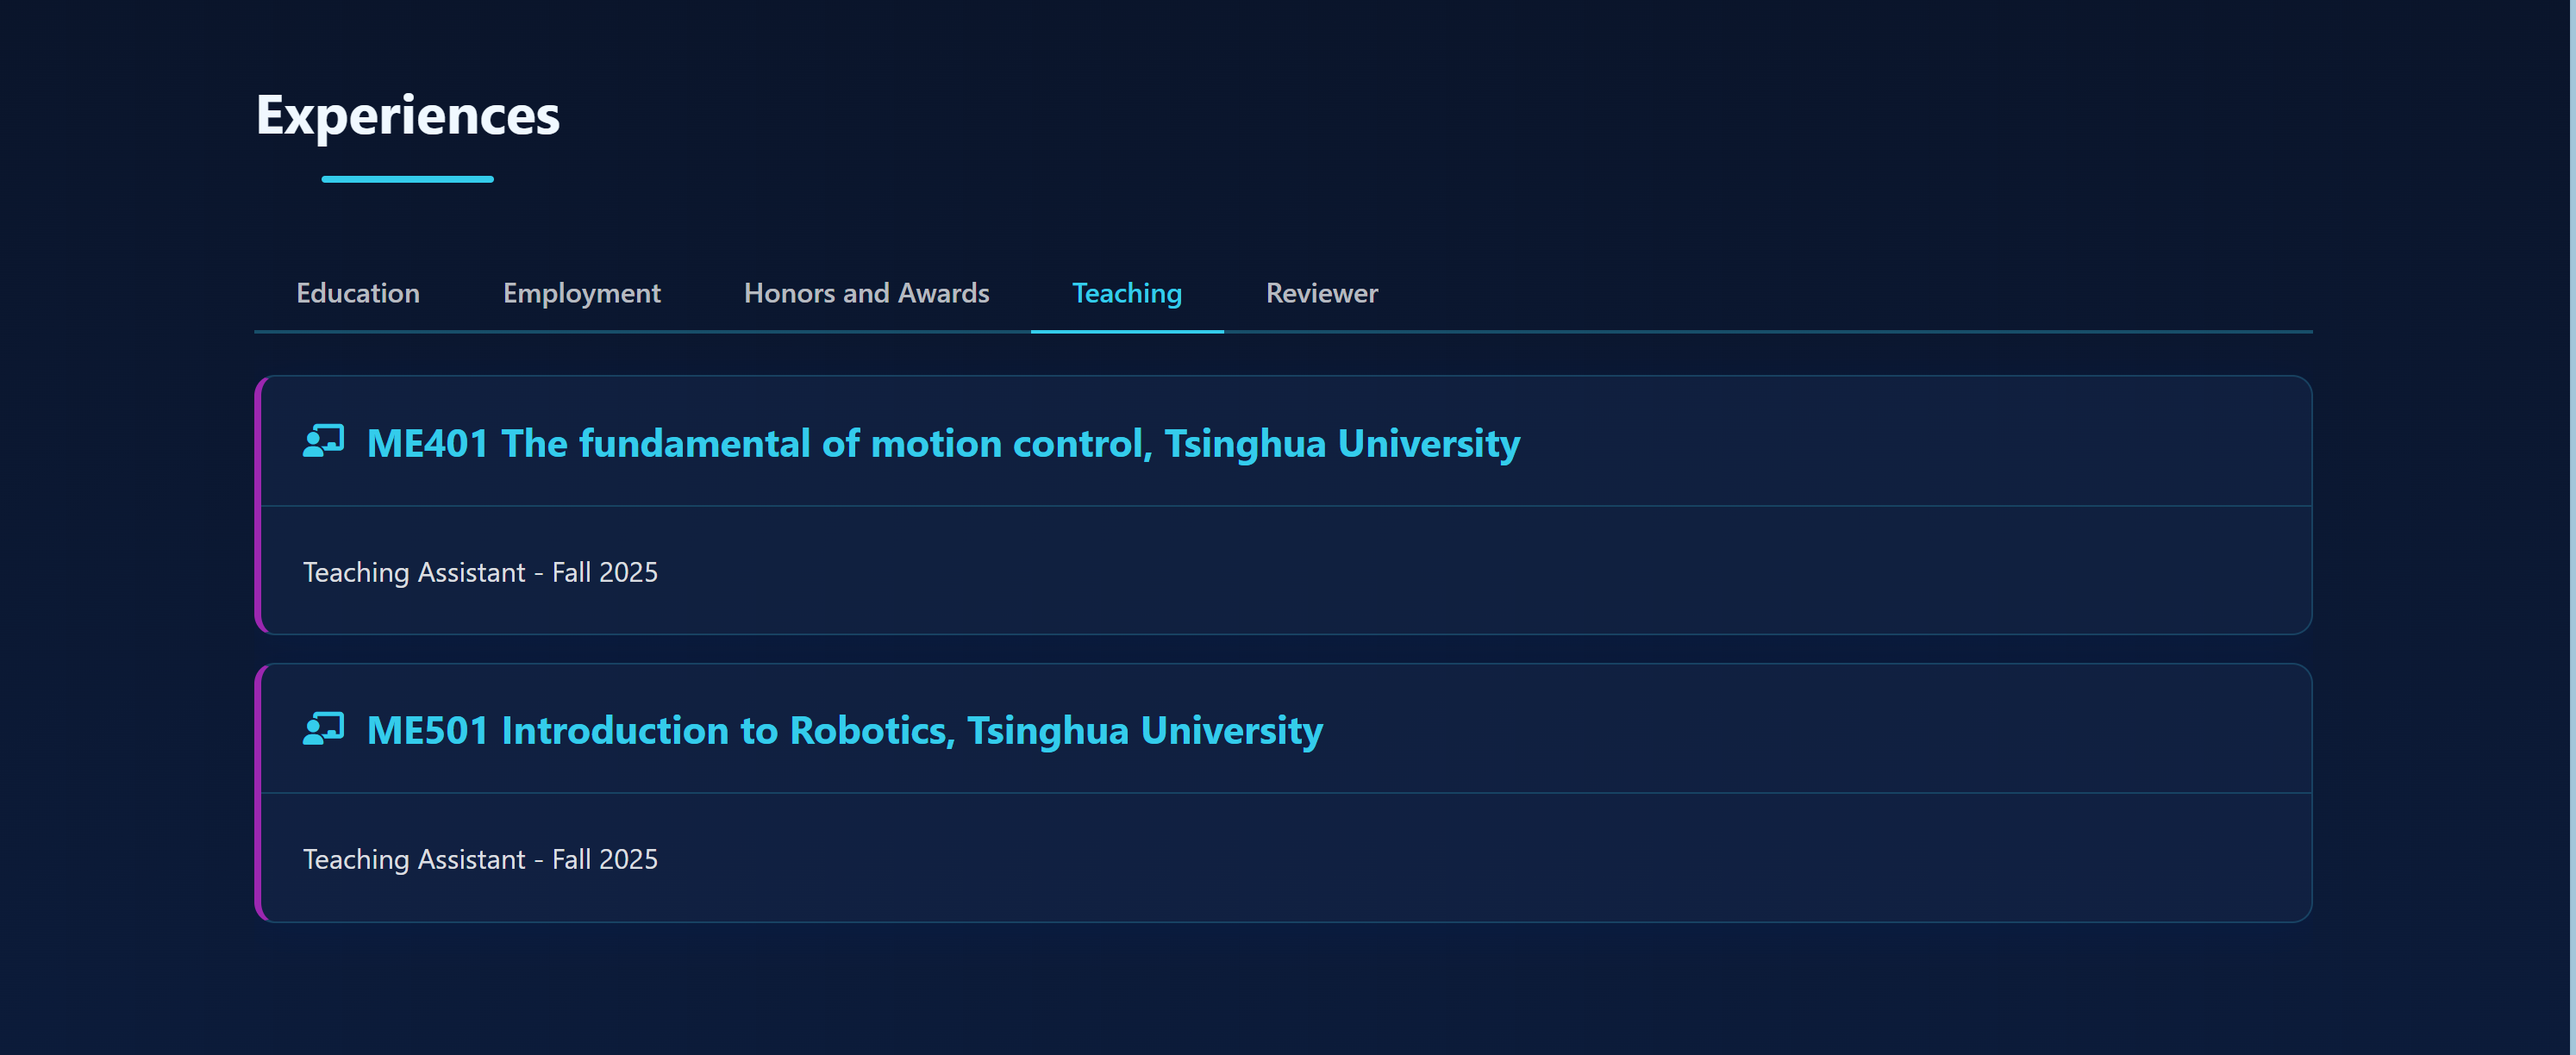 Experiences
Education Employment Honors and Awards Teaching Reviewer
ME401 The fundamental of motion control, Tsinghua University
Teaching Assistant - Fall 2025
ME501 Introduction to Robotics, Tsinghua University
Teaching Assistant - Fall 2025